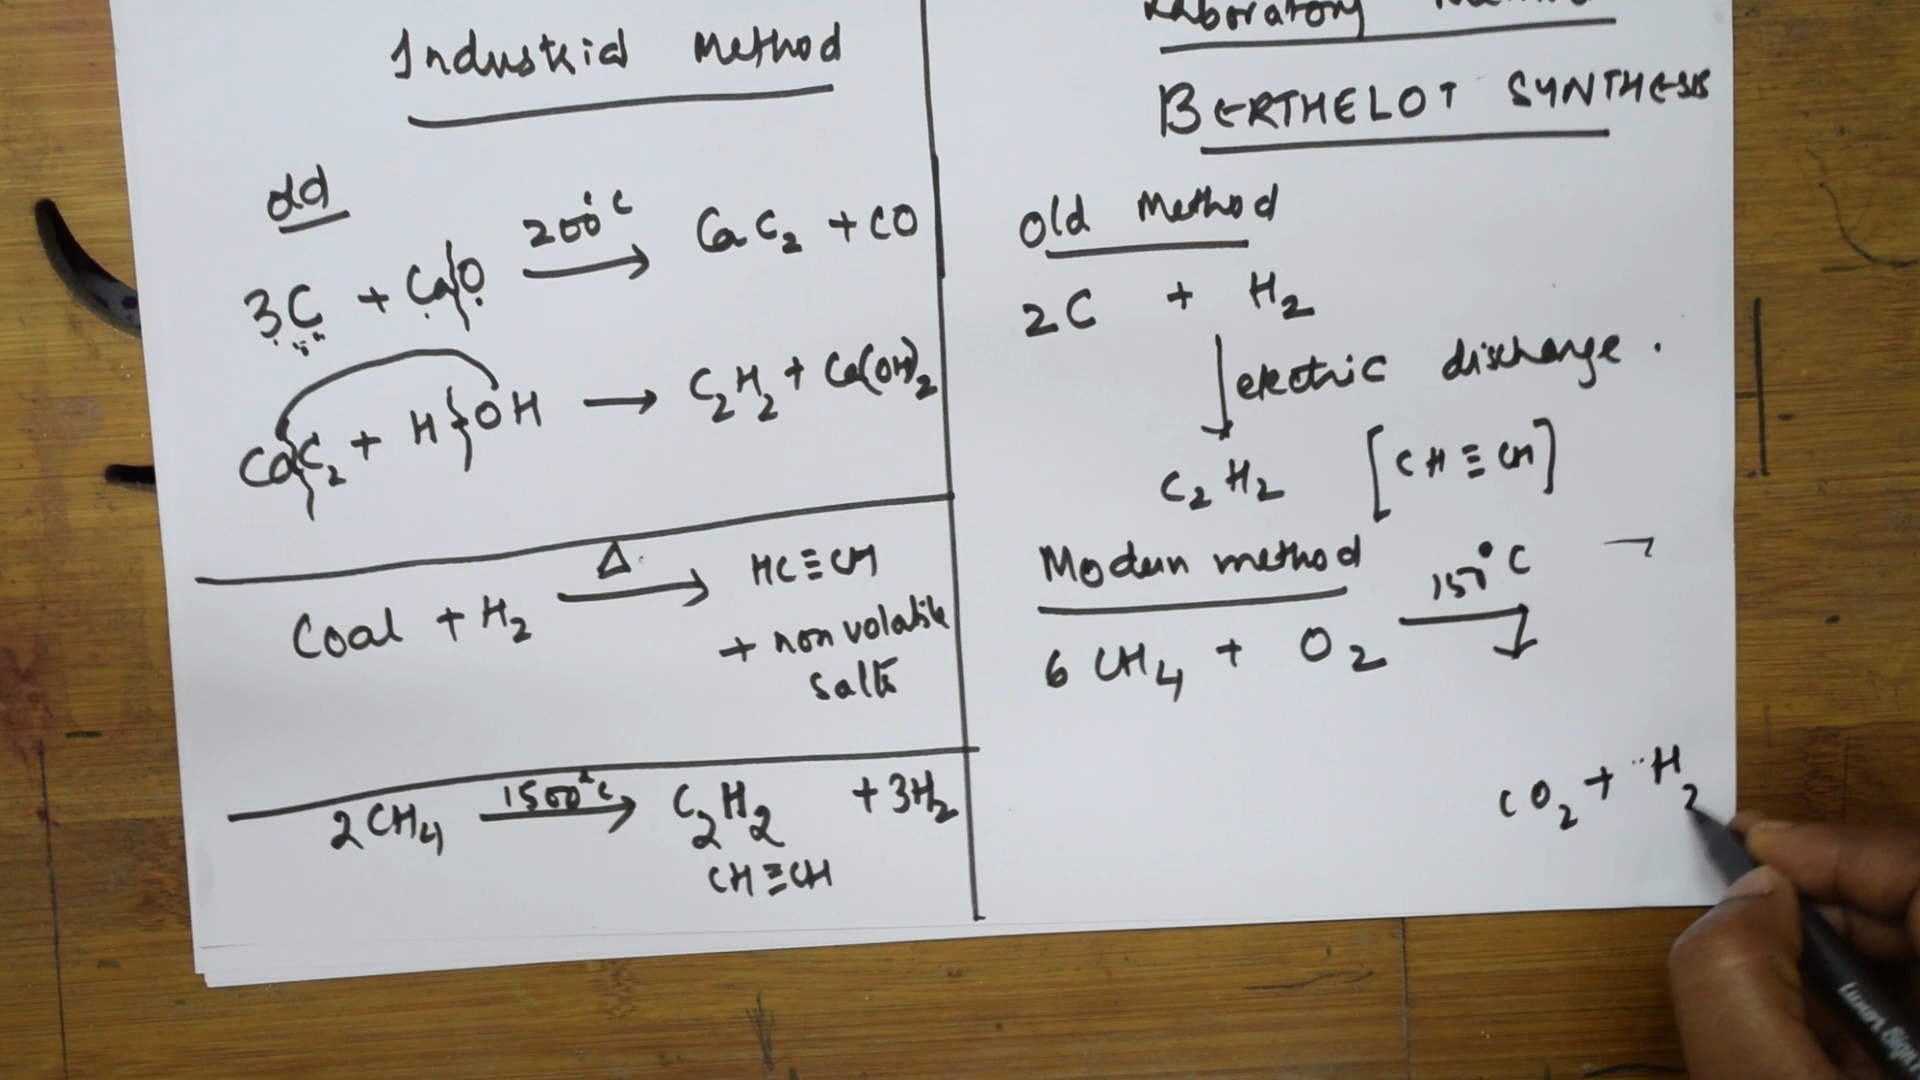 Industrial Method
old
3C + CaO 200°C → CaC₂ + CO
CaC₂ + H OH → C₂H₂ + Ca(OH)₂
Coal + H₂ Δ → HC≡CH
+ non volatile
salts
2CH₄ 1500°C → C₂H₂ + 3H₂
CH≡CH
Laboratory
BERTHELOT SYNTHESIS
Old Method
2C + H₂
↓ electric discharge.
C₂H₂ [CH≡CH]
Modern method
6 CH₄ + O₂ 150°C →
CO₂ + H₂